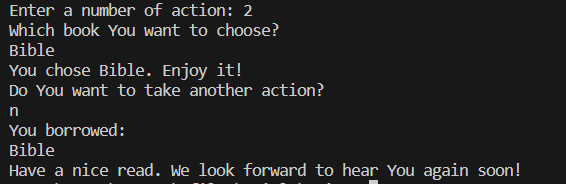 Enter a number of action: 2
Which book You want to choose?
Bible
You chose Bible. Enjoy it!
Do You want to take another action?
n
You borrowed:
Bible
Have a nice read. We look forward to hear You again soon!